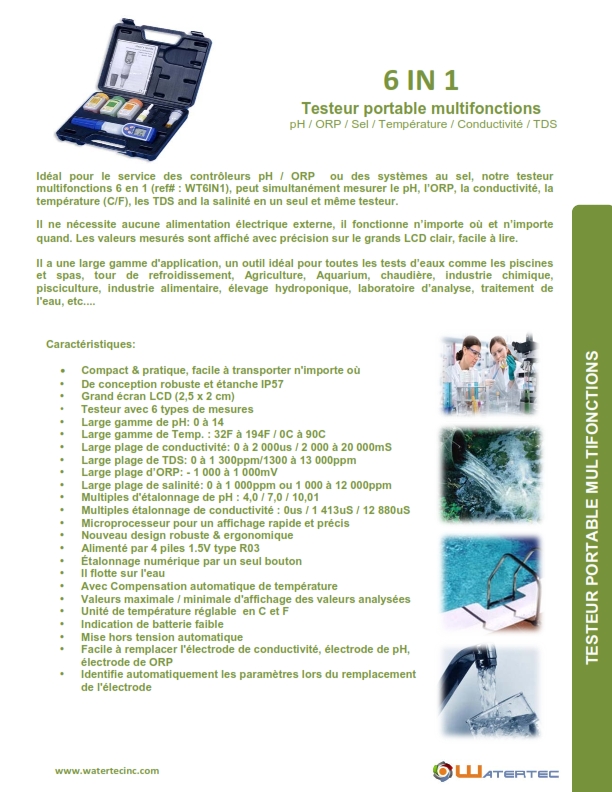 6 IN 1
Testeur portable multifonctions
pH / ORP / Sel / Température / Conductivité / TDS
Idéal pour le service des contrôleurs pH / ORP ou des systèmes au sel, notre testeur
multifonctions 6 en 1 (ref# : WT6IN1), peut simultanément mesurer le pH, l'ORP, la conductivité, la
température (C/F), les TDS and la salinité en un seul et même testeur.
Il ne nécessite aucune alimentation électrique externe, il fonctionne n'importe où et n'importe
quand. Les valeurs mesurés sont affiché avec précision sur le grands LCD clair, facile à lire.
Il a une large gamme d'application, un outil idéal pour toutes les tests d'eaux comme les piscines
et spas, tour de refroidissement, Agriculture, Aquarium, chaudière, industrie chimique,
pisciculture, industrie alimentaire, élevage hydroponique, laboratoire d'analyse, traitement de
l'eau, etc....
Caractéristiques:
• Compact & pratique, facile à transporter n'importe où
• De conception robuste et étanche IP57
• Grand écran LCD (2,5 x 2 cm)
• Testeur avec 6 types de mesures
• Large gamme de pH: 0 à 14
• Large gamme de Temp. : 32F à 194F / 0C à 90C
• Large plage de conductivité: 0 à 2 000us / 2 000 à 20 000mS
• Large plage de TDS: 0 à 1 300ppm/1300 à 13 000ppm
• Large plage d'ORP: - 1 000 à 1 000mV
• Large plage de salinité: 0 à 1 000ppm ou 1 000 à 12 000ppm
• Multiples d'étalonnage de pH : 4,0 / 7,0 / 10,01
• Multiples étalonnage de conductivité : 0us / 1 413uS / 12 880uS
• Microprocesseur pour un affichage rapide et précis
• Nouveau design robuste & ergonomique
• Alimenté par 4 piles 1.5V type R03
• Étalonnage numérique par un seul bouton
• Il flotte sur l'eau
• Avec Compensation automatique de température
• Valeurs maximale / minimale d'affichage des valeurs analysées
• Unité de température réglable en C et F
• Indication de batterie faible
• Mise hors tension automatique
• Facile à remplacer l'électrode de conductivité, électrode de pH,
électrode de ORP
• Identifie automatiquement les paramètres lors du remplacement
de l'électrode
TESTEUR PORTABLE MULTIFONCTIONS
www.watertecinc.com
WATERTEC